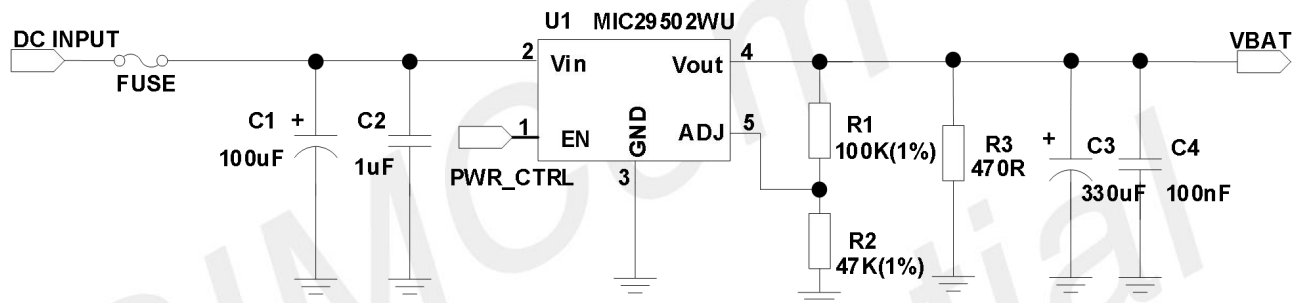 U1 MIC29502WU
DC INPUT
FUSE
2
Vin
Vout
4
VBAT
C1
+
100uF
C2
1uF
1
EN
PWR_CTRL
GND
3
ADJ
5
R1
100K(1%)
R2
47K(1%)
R3
470R
+
C3
330uF
C4
100nF